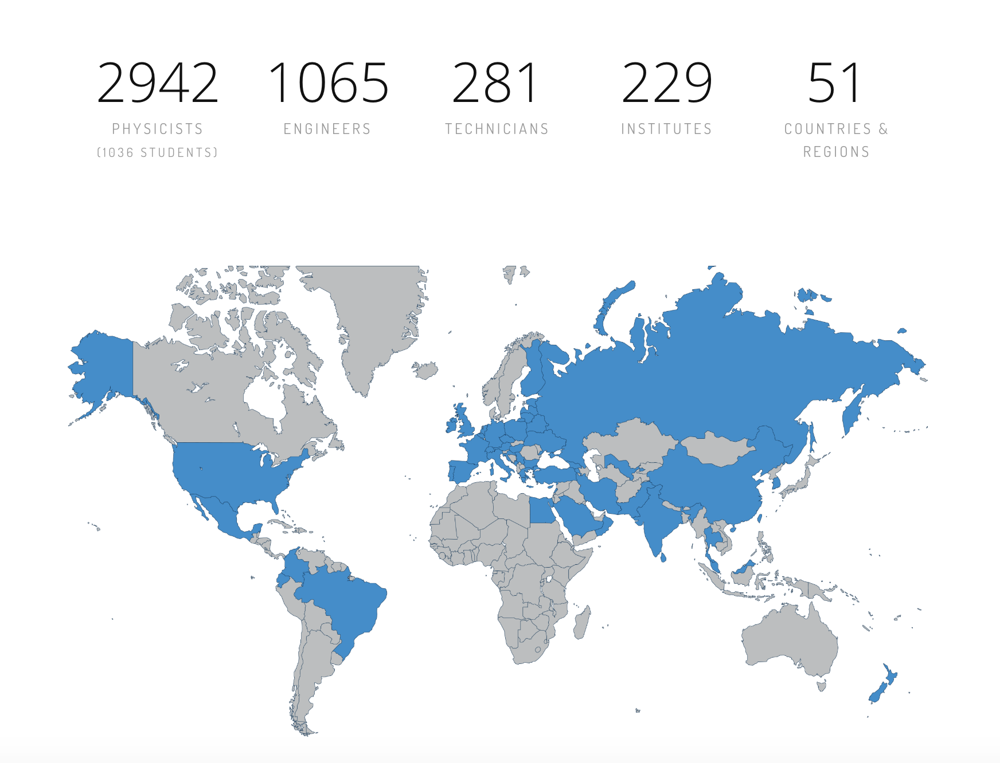 2942
PHYSICISTS
(1036 STUDENTS)
1065
ENGINEERS
281
TECHNICIANS
229
INSTITUTES
51
COUNTRIES &
REGIONS